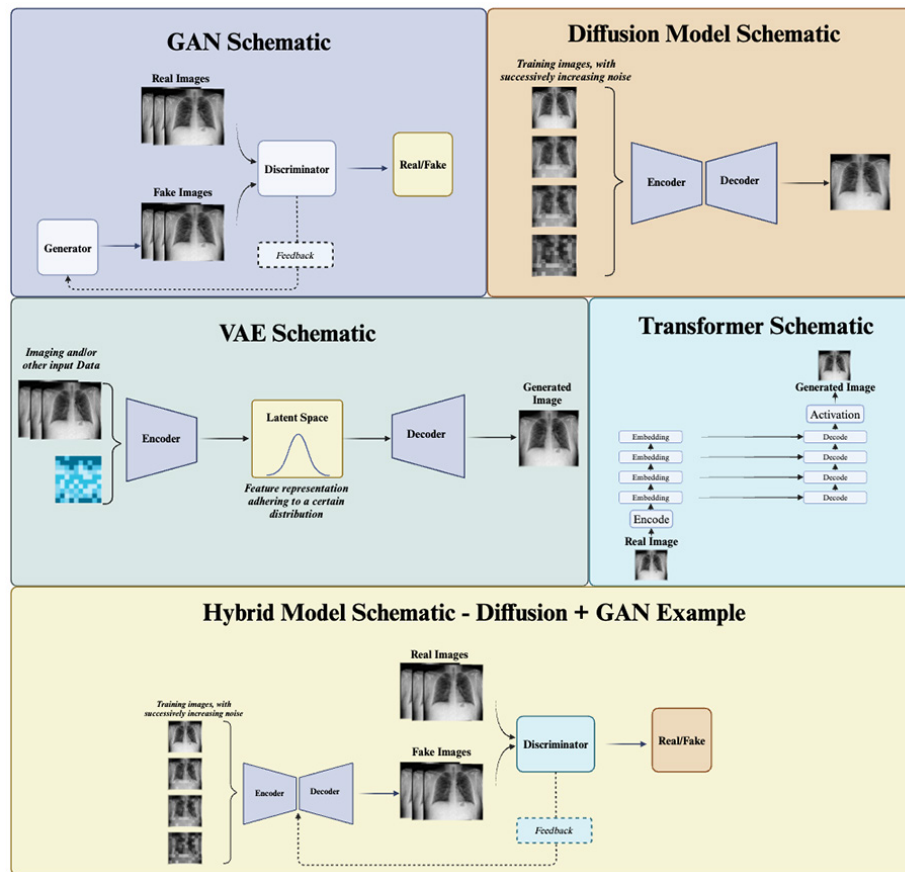 GAN Schematic
Real Images
Fake Images
Generator
Discriminator
Real/Fake
Feedback
Diffusion Model Schematic
Training images, with
successively increasing noise
Encoder
Decoder
VAE Schematic
Imaging and/or
other input Data
Encoder
Latent Space
Feature representation
adhering to a certain
distribution
Decoder
Generated
Image
Transformer Schematic
Generated Image
Activation
Embedding
Decode
Embedding
Decode
Embedding
Decode
Embedding
Decode
Encode
Real Image
Hybrid Model Schematic - Diffusion + GAN Example
Training images, with
successively increasing noise
Encoder
Decoder
Real Images
Fake Images
Discriminator
Real/Fake
Feedback